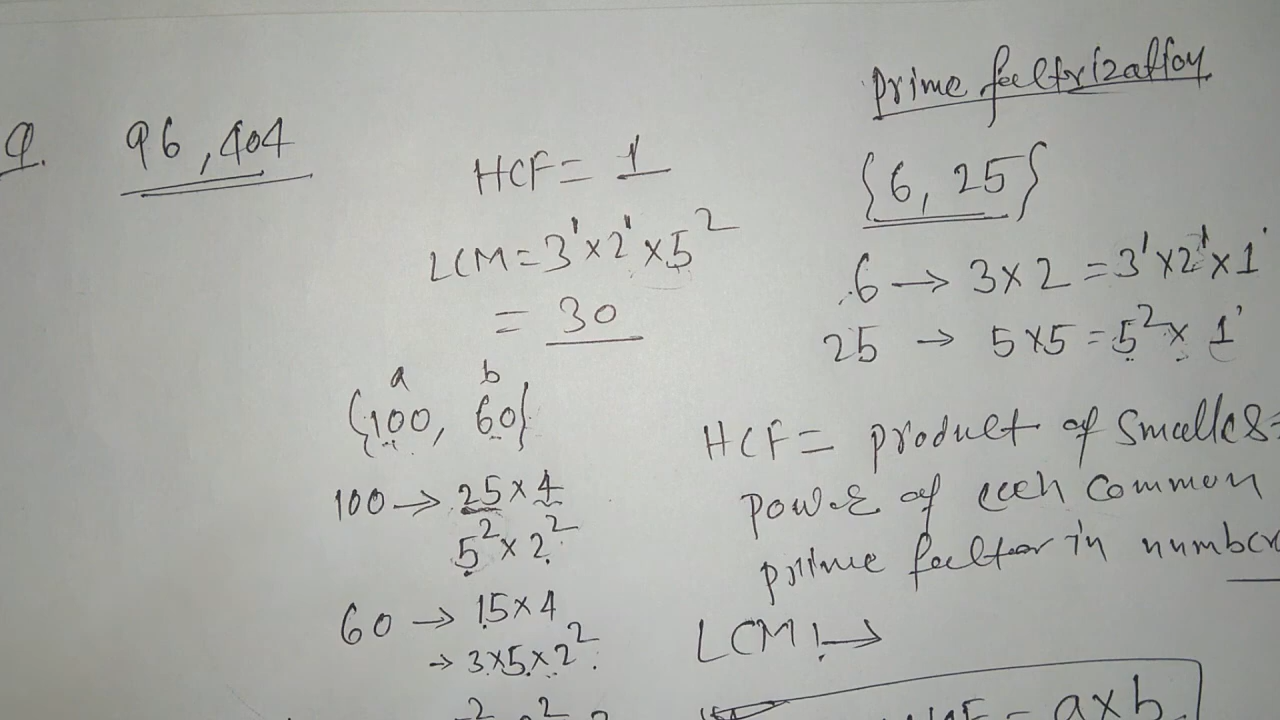 prime factorization
Q. 96, 404
HCF = 1
{6, 25}
LCM = 3¹×2¹×5²
= 30
6 → 3×2 = 3¹×2¹×1
25 → 5×5 = 5²×1
a b
{100, 60}
100 → 25×4
5²×2²
60 → 15×4
→ 3×5×2²
HCF = product of smalles
power of each common
prime factor in number
LCM →
= a×b